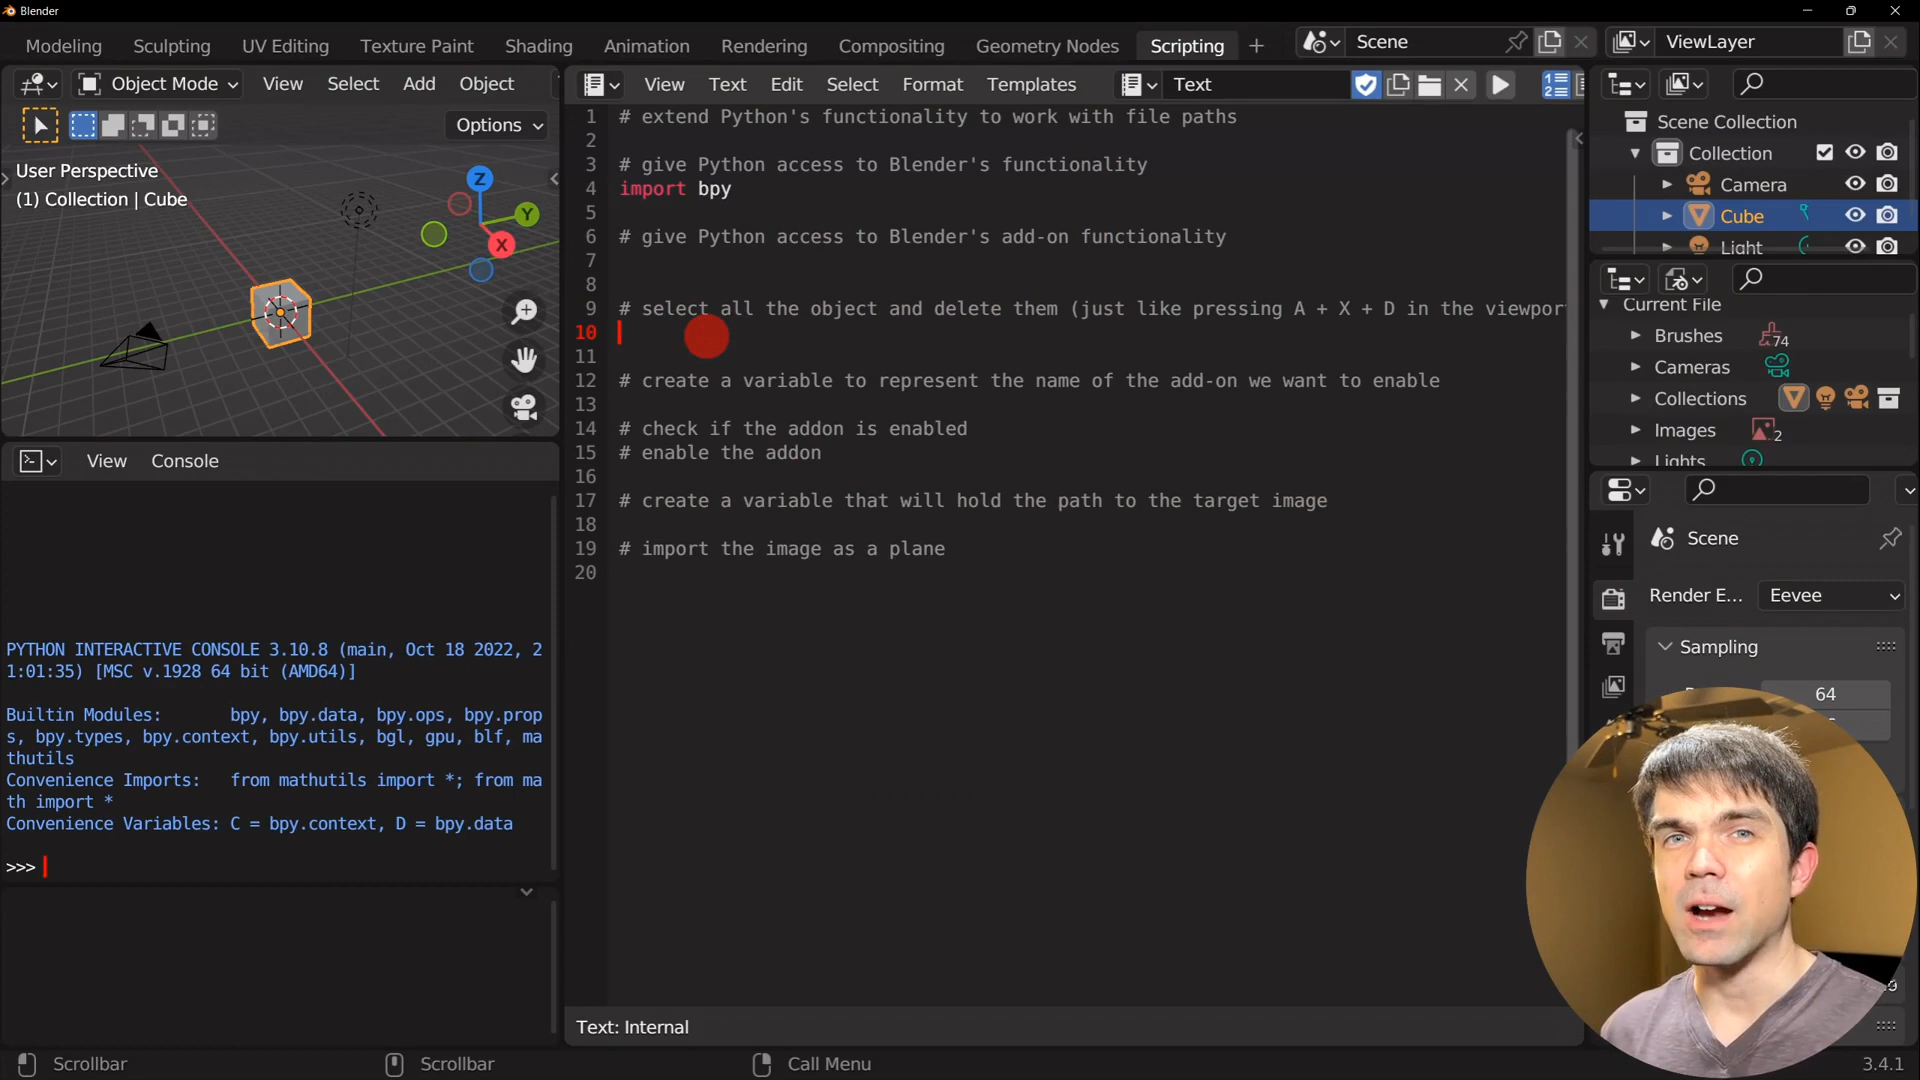 Blender
Modeling Sculpting UV Editing Texture Paint Shading Animation Rendering Compositing Geometry Nodes Scripting + Scene ViewLayer
Object Mode View Select Add Object
View Text Edit Select Format Templates Text
Options
User Perspective
(1) Collection | Cube
Z
Y
X
1 # extend Python's functionality to work with file paths
2
3 # give Python access to Blender's functionality
4 import bpy
5
6 # give Python access to Blender's add-on functionality
7
8
9 # select all the object and delete them (just like pressing A + X + D in the viewpor
10
11
12 # create a variable to represent the name of the add-on we want to enable
13
14 # check if the addon is enabled
15 # enable the addon
16
17 # create a variable that will hold the path to the target image
18
19 # import the image as a plane
20
Text: Internal
View Console
PYTHON INTERACTIVE CONSOLE 3.10.8 (main, Oct 18 2022, 2
1:01:35) [MSC v.1928 64 bit (AMD64)]
Builtin Modules: bpy, bpy.data, bpy.ops, bpy.prop
s, bpy.types, bpy.context, bpy.utils, bgl, gpu, blf, ma
thutils
Convenience Imports: from mathutils import *; from ma
th import *
Convenience Variables: C = bpy.context, D = bpy.data
>>>
Scene Collection
Collection
Camera
Cube
Light
Current File
Brushes 74
Cameras
Collections
Images 2
Lights
Scene
Render E... Eevee
Sampling
64
Scrollbar Scrollbar Call Menu 3.4.1